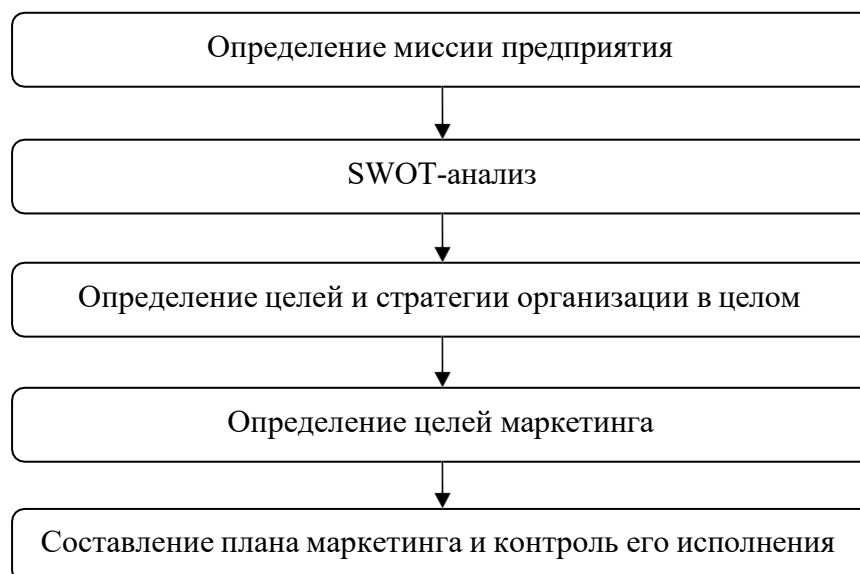 Определение миссии предприятия
SWOT-анализ
Определение целей и стратегии организации в целом
Определение целей маркетинга
Составление плана маркетинга и контроль его исполнения